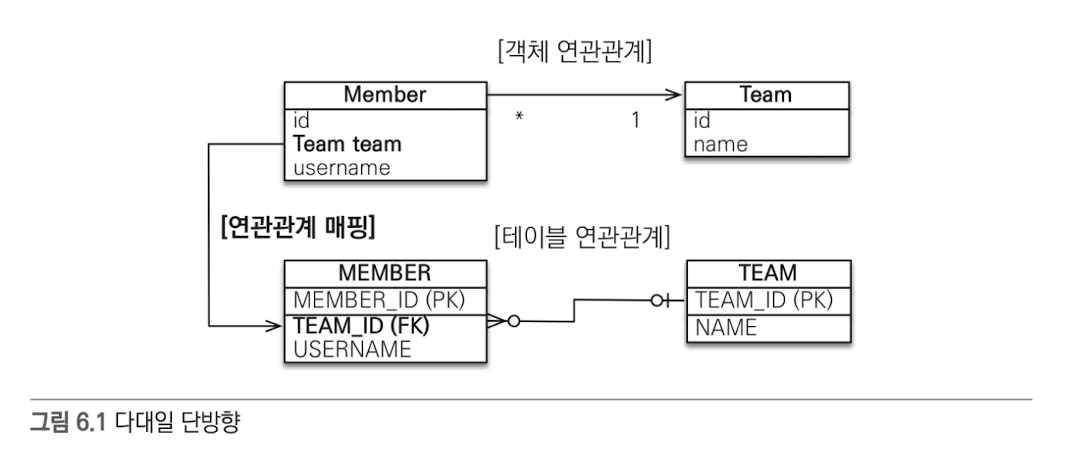 [객체 연관관계]
Member
id
Team team
username
* 1
Team
id
name
[연관관계 매핑]
[테이블 연관관계]
MEMBER
MEMBER_ID (PK)
TEAM_ID (FK)
USERNAME
TEAM
TEAM_ID (PK)
NAME
그림 6.1 다대일 단방향